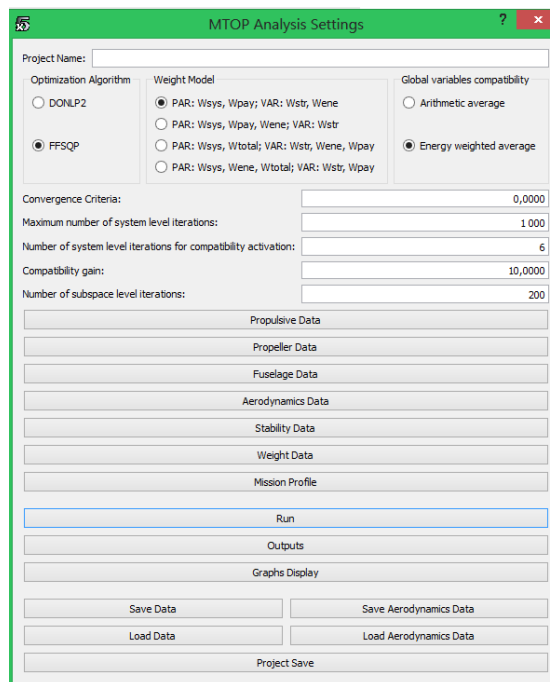 MTOP Analysis Settings
?
x
Project Name:
Optimization Algorithm
DONLP2
FFSQP
Weight Model
PAR: Wsys, Wpay; VAR: Wstr, Wene
PAR: Wsys, Wpay, Wene; VAR: Wstr
PAR: Wsys, Wtotal; VAR: Wstr, Wene, Wpay
PAR: Wsys, Wene, Wtotal; VAR: Wstr, Wpay
Global variables compatibility
Arithmetic average
Energy weighted average
Convergence Criteria: 0,0000
Maximum number of system level iterations: 1 000
Number of system level iterations for compatibility activation: 6
Compatibility gain: 10,0000
Number of subspace level iterations: 200
Propulsive Data
Propeller Data
Fuselage Data
Aerodynamics Data
Stability Data
Weight Data
Mission Profile
Run
Outputs
Graphs Display
Save Data Save Aerodynamics Data
Load Data Load Aerodynamics Data
Project Save